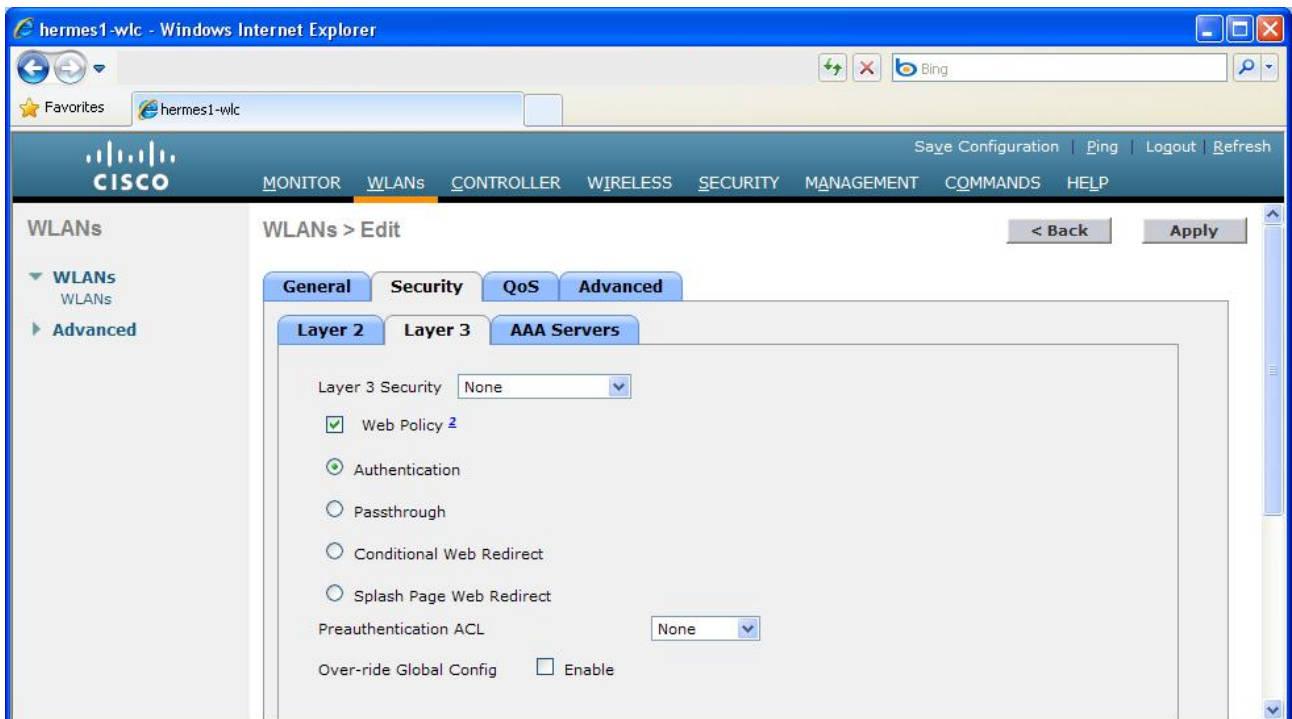 hermes1-wlc - Windows Internet Explorer
Bing
Favorites hermes1-wlc
Save Configuration | Ping | Logout | Refresh
CISCO MONITOR WLANs CONTROLLER WIRELESS SECURITY MANAGEMENT COMMANDS HELP
WLANs WLANs > Edit < Back Apply
WLANs
WLANs
Advanced
General Security QoS Advanced
Layer 2 Layer 3 AAA Servers
Layer 3 Security None
Web Policy 2
Authentication
Passthrough
Conditional Web Redirect
Splash Page Web Redirect
Preauthentication ACL None
Over-ride Global Config Enable